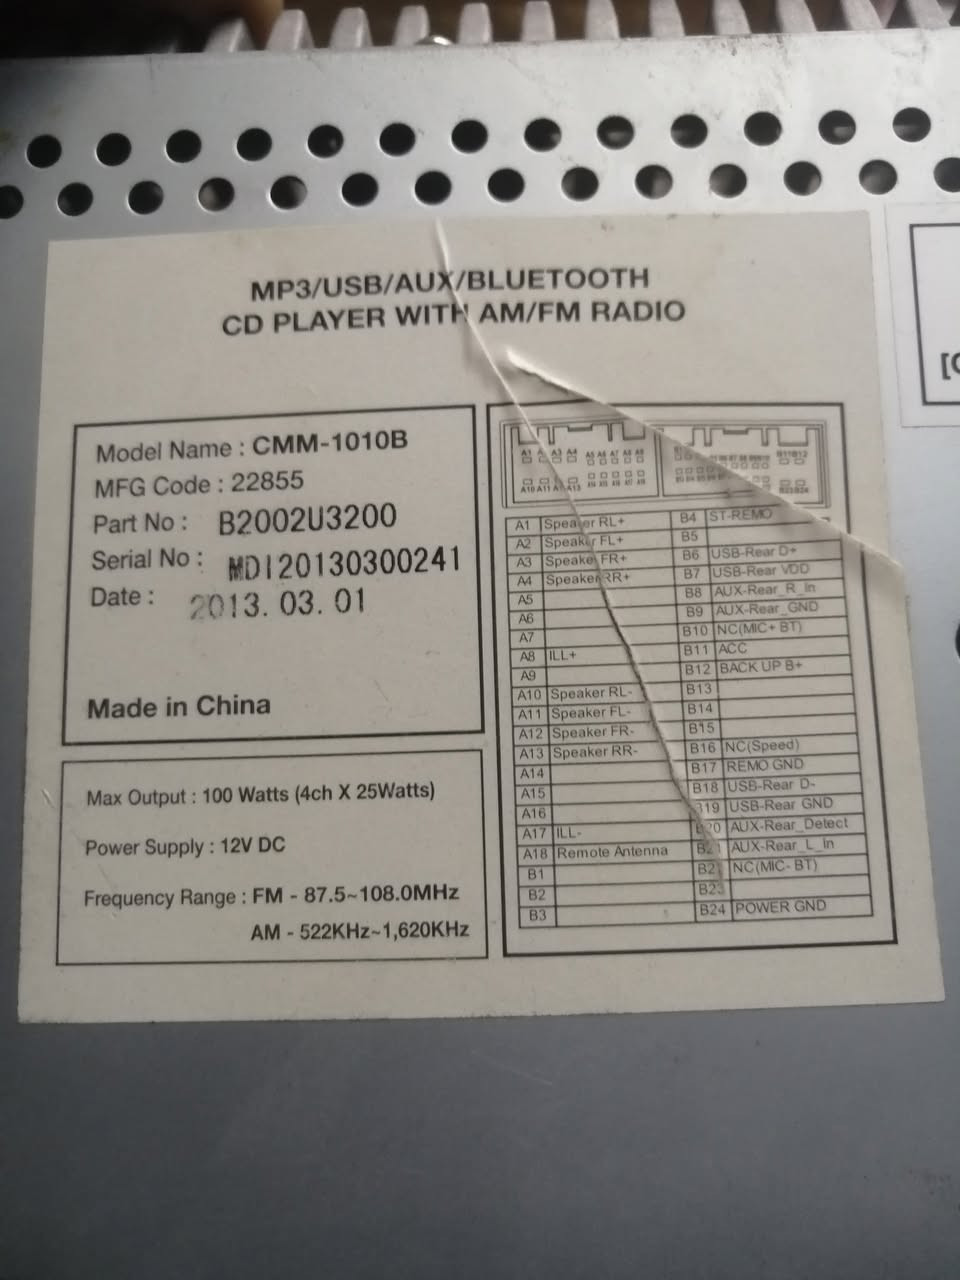 MP3/USB/AUX/BLUETOOTH
CD PLAYER WITH AM/FM RADIO
Model Name : CMM-1010B
MFG Code : 22855
Part No : B2002U3200
Serial No : MDI20130300241
Date : 2013. 03. 01
Made in China
Max Output : 100 Watts (4ch X 25Watts)
Power Supply : 12V DC
Frequency Range : FM - 87.5~108.0MHz
AM - 522KHz~1,620KHz
A1 Speaker RL+
A2 Speaker FL+
A3 Speake FR+
A4 Speaker RR+
A5
A6
A7
A8 ILL+
A9
A10 Speaker RL-
A11 Speaker FL-
A12 Speaker FR-
A13 Speaker RR-
A14
A15
A16
A17 ILL-
A18 Remote Antenna
B1
B2
B3
B4 ST-REMO
B5
B6 USB-Rear D+
B7 USB-Rear VDD
B8 AUX-Rear_R_In
B9 AUX-Rear_GND
B10 NC(MIC+ BT)
B11 ACC
B12 BACK UP B+
B13
B14
B15
B16 NC(Speed)
B17 REMO GND
B18 USB-Rear D-
B19 USB-Rear GND
B20 AUX-Rear_Detect
B21 AUX-Rear_L_In
NC(MIC- BT)
B23
B24 POWER GND